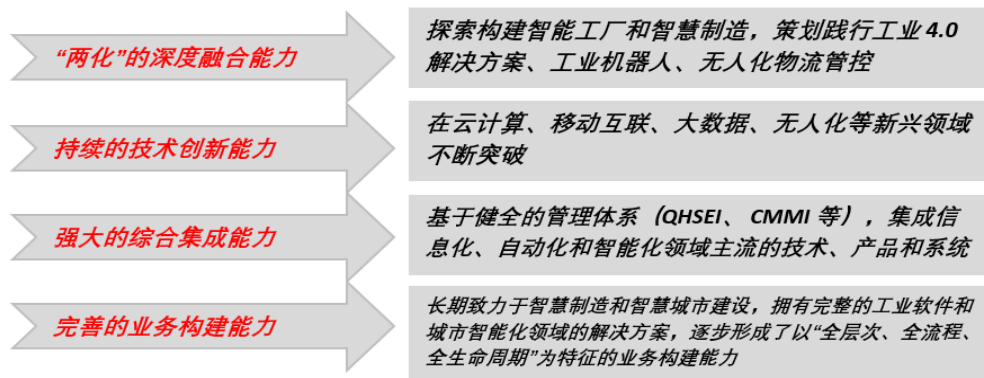 “两化”的深度融合能力
探索构建智能工厂和智慧制造，策划践行工业 4.0
解决方案、工业机器人、无人化物流管控
持续的技术创新能力
在云计算、移动互联、大数据、无人化等新兴领域
不断突破
强大的综合集成能力
基于健全的管理体系（QHSEI、 CMMI 等），集成信
息化、自动化和智能化领域主流的技术、产品和系统
完善的业务构建能力
长期致力于智慧制造和智慧城市建设，拥有完整的工业软件和
城市智能化领域的解决方案，逐步形成了以“全层次、全流程、
全生命周期”为特征的业务构建能力